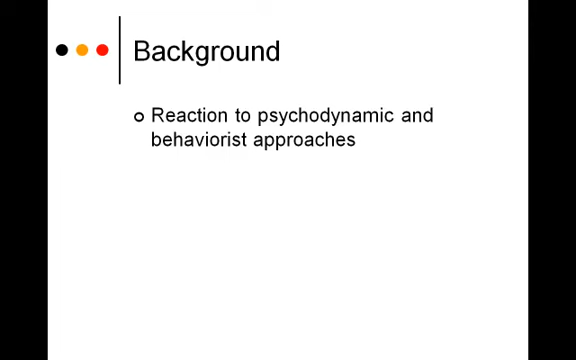 Background
Reaction to psychodynamic and
behaviorist approaches